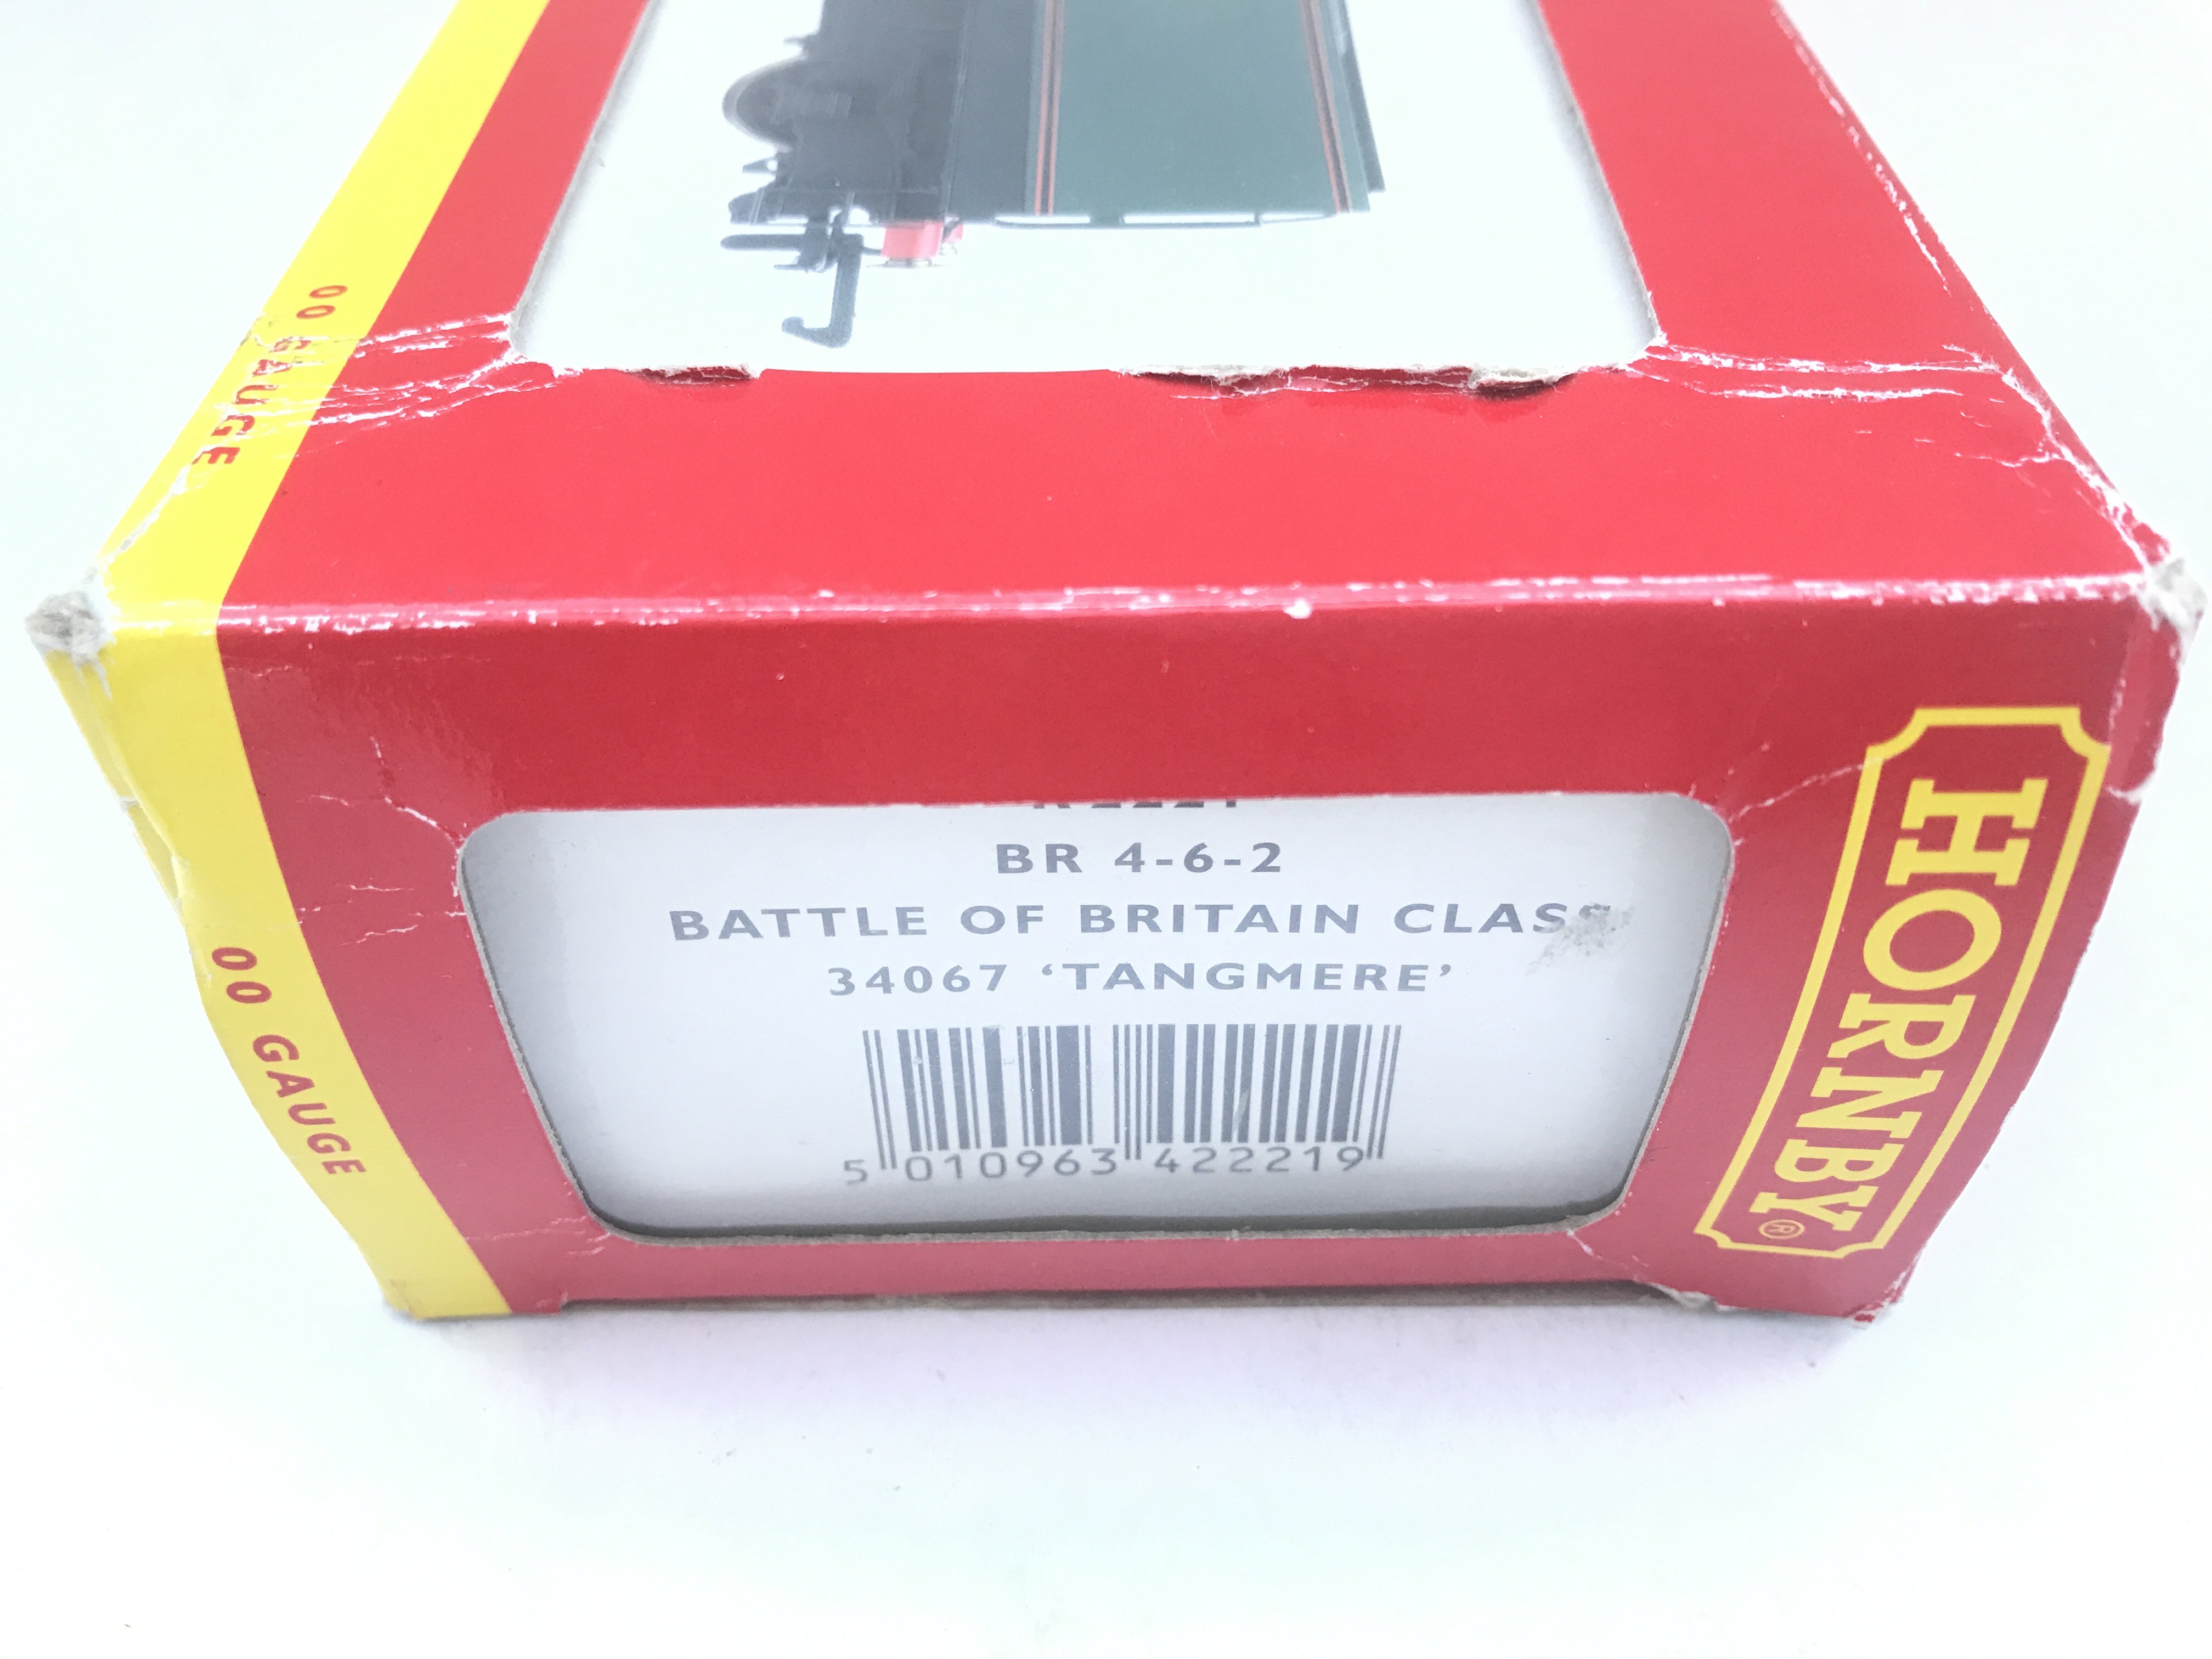 00 GAUGE
BR 4-6-2
BATTLE OF BRITAIN CLASS
34067 ‘TANGMERE’
5 010963 422219
00 GAUGE
HORNBY®